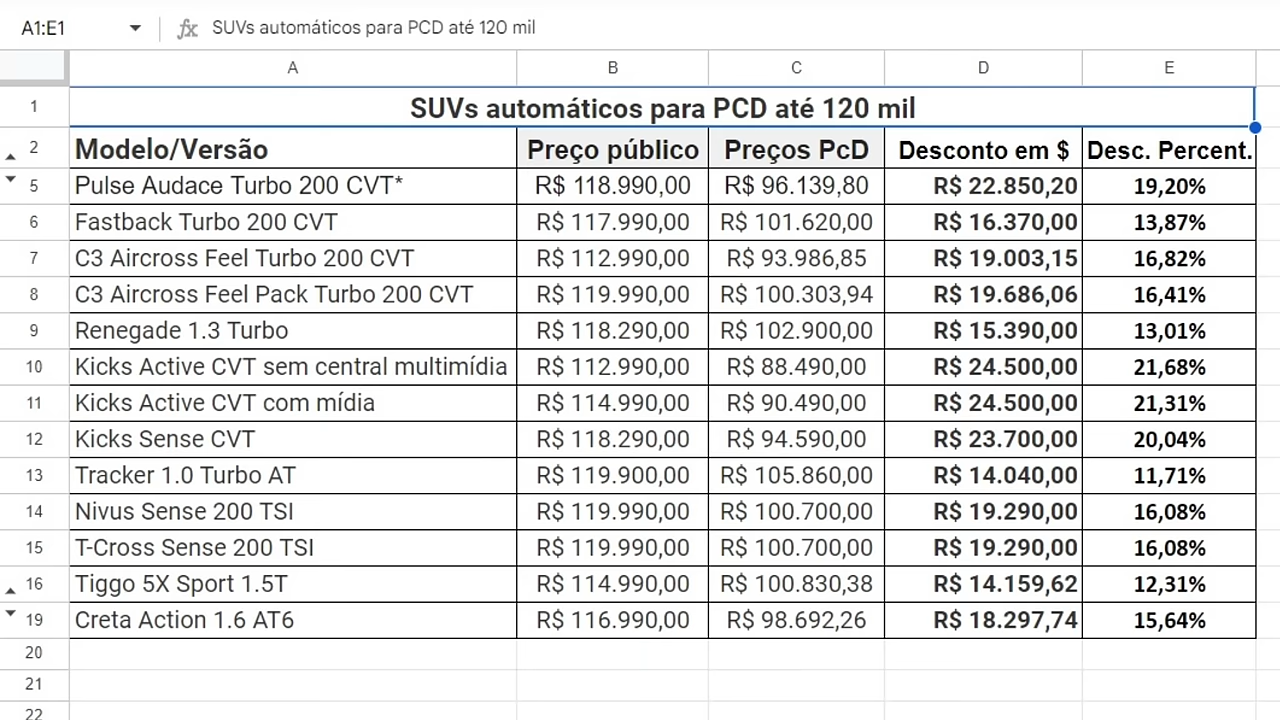 A1:E1 fx SUVs automáticos para PCD até 120 mil
A B C D E
1 SUVs automáticos para PCD até 120 mil
2 Modelo/Versão Preço público Preços PcD Desconto em $ Desc. Percent.
5 Pulse Audace Turbo 200 CVT* R$ 118.990,00 R$ 96.139,80 R$ 22.850,20 19,20%
6 Fastback Turbo 200 CVT R$ 117.990,00 R$ 101.620,00 R$ 16.370,00 13,87%
7 C3 Aircross Feel Turbo 200 CVT R$ 112.990,00 R$ 93.986,85 R$ 19.003,15 16,82%
8 C3 Aircross Feel Pack Turbo 200 CVT R$ 119.990,00 R$ 100.303,94 R$ 19.686,06 16,41%
9 Renegade 1.3 Turbo R$ 118.290,00 R$ 102.900,00 R$ 15.390,00 13,01%
10 Kicks Active CVT sem central multimídia R$ 112.990,00 R$ 88.490,00 R$ 24.500,00 21,68%
11 Kicks Active CVT com mídia R$ 114.990,00 R$ 90.490,00 R$ 24.500,00 21,31%
12 Kicks Sense CVT R$ 118.290,00 R$ 94.590,00 R$ 23.700,00 20,04%
13 Tracker 1.0 Turbo AT R$ 119.900,00 R$ 105.860,00 R$ 14.040,00 11,71%
14 Nivus Sense 200 TSI R$ 119.990,00 R$ 100.700,00 R$ 19.290,00 16,08%
15 T-Cross Sense 200 TSI R$ 119.990,00 R$ 100.700,00 R$ 19.290,00 16,08%
16 Tiggo 5X Sport 1.5T R$ 114.990,00 R$ 100.830,38 R$ 14.159,62 12,31%
19 Creta Action 1.6 AT6 R$ 116.990,00 R$ 98.692,26 R$ 18.297,74 15,64%
20
21
22